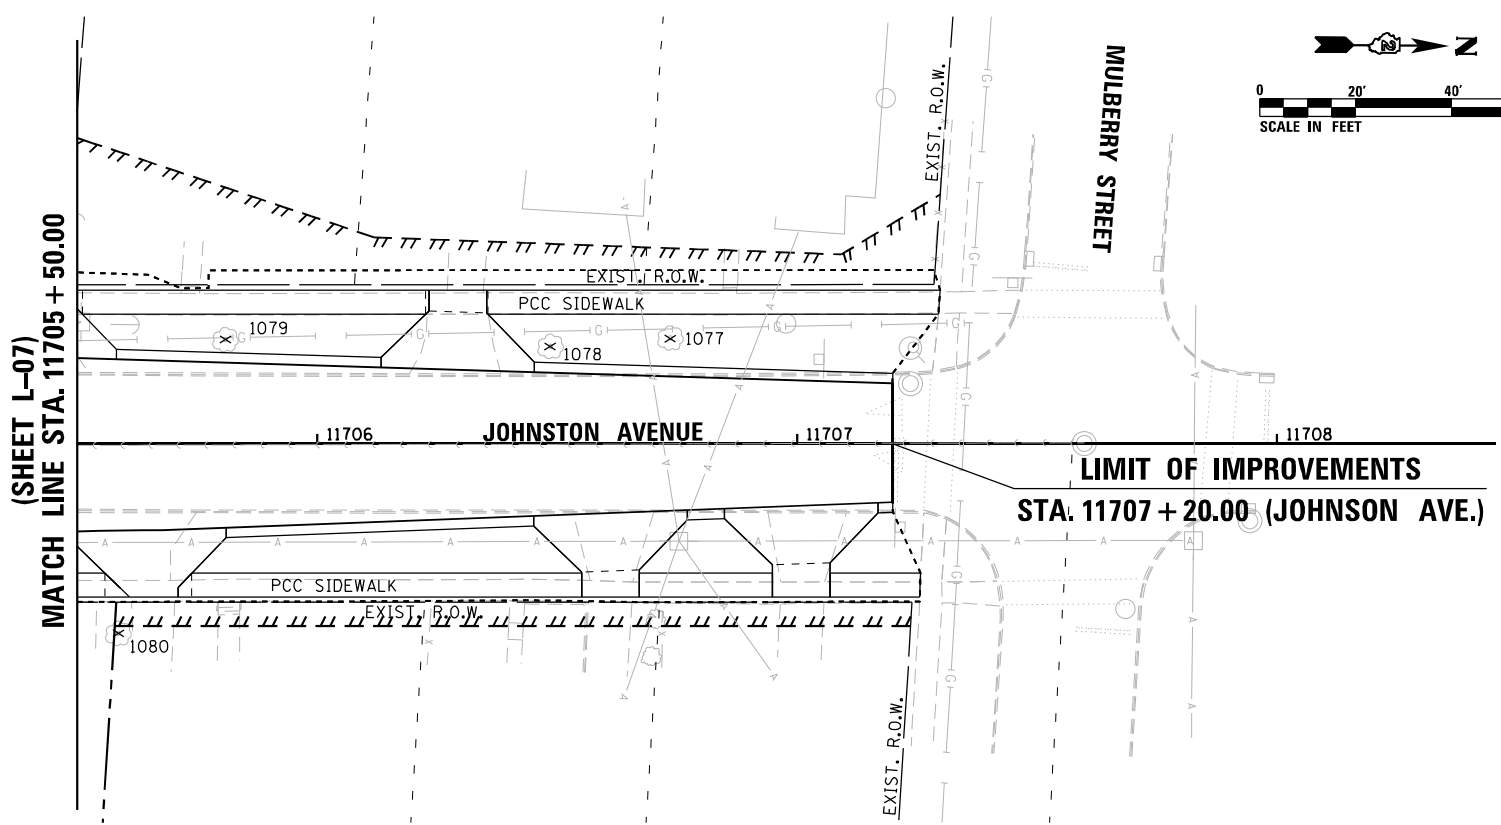 (SHEET L-07)
MATCH LINE STA. 11705+50.00
MULBERRY STREET
N
0 20' 40'
SCALE IN FEET
EXIST. R.O.W.
EXIST. R.O.W.
PCC SIDEWALK
1079
1078
1077
11706
JOHNSTON AVENUE
11707
11708
LIMIT OF IMPROVEMENTS
STA. 11707+20.00 (JOHNSON AVE.)
PCC SIDEWALK
EXIST. R.O.W.
1080
EXIST. R.O.W.